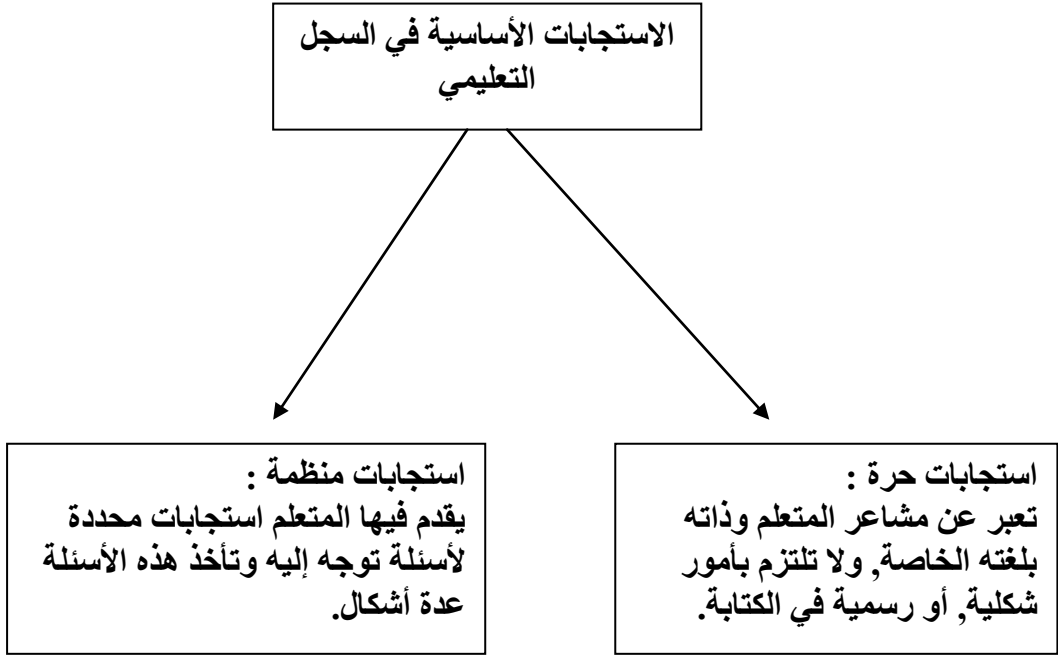 الاستجابات الأساسية في السجل
التعليمي
استجابات حرة :
تعبر عن مشاعر المتعلم وذاته
بلغته الخاصة, ولا تلتزم بأمور
شكلية, أو رسمية في الكتابة.
استجابات منظمة :
يقدم فيها المتعلم استجابات محددة
لأسئلة توجه إليه وتأخذ هذه الأسئلة
عدة أشكال.